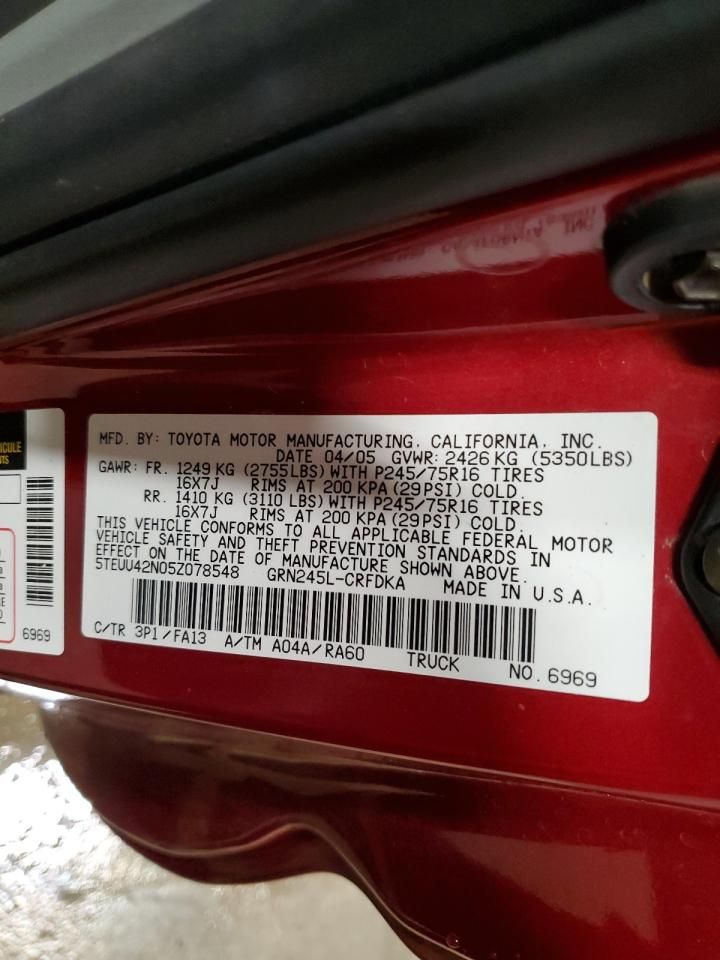 MFD. BY: TOYOTA MOTOR MANUFACTURING, CALIFORNIA, INC.
DATE 04/05 GVWR: 2426 KG (5350LBS)
GAWR: FR. 1249 KG (2755LBS) WITH P245/75R16 TIRES
16X7J RIMS AT 200 KPA (29PSI) COLD.
RR. 1410 KG (3110 LBS) WITH P245/75R16 TIRES
16X7J RIMS AT 200 KPA (29PSI) COLD.
THIS VEHICLE CONFORMS TO ALL APPLICABLE FEDERAL MOTOR
VEHICLE SAFETY AND THEFT PREVENTION STANDARDS IN
EFFECT ON THE DATE OF MANUFACTURE SHOWN ABOVE.
5TEUU42N05Z078548 GRN245L-CRFDKA MADE IN U.S.A.
C/TR 3P1/FA13 A/TM A04A/RA60 TRUCK NO. 6969
6969